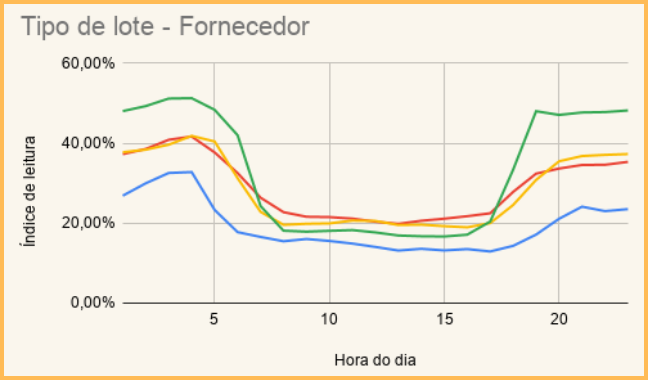 Tipo de lote - Fornecedor
60,00%
40,00%
20,00%
0,00%
Índice de leitura
5
10
15
20
Hora do dia